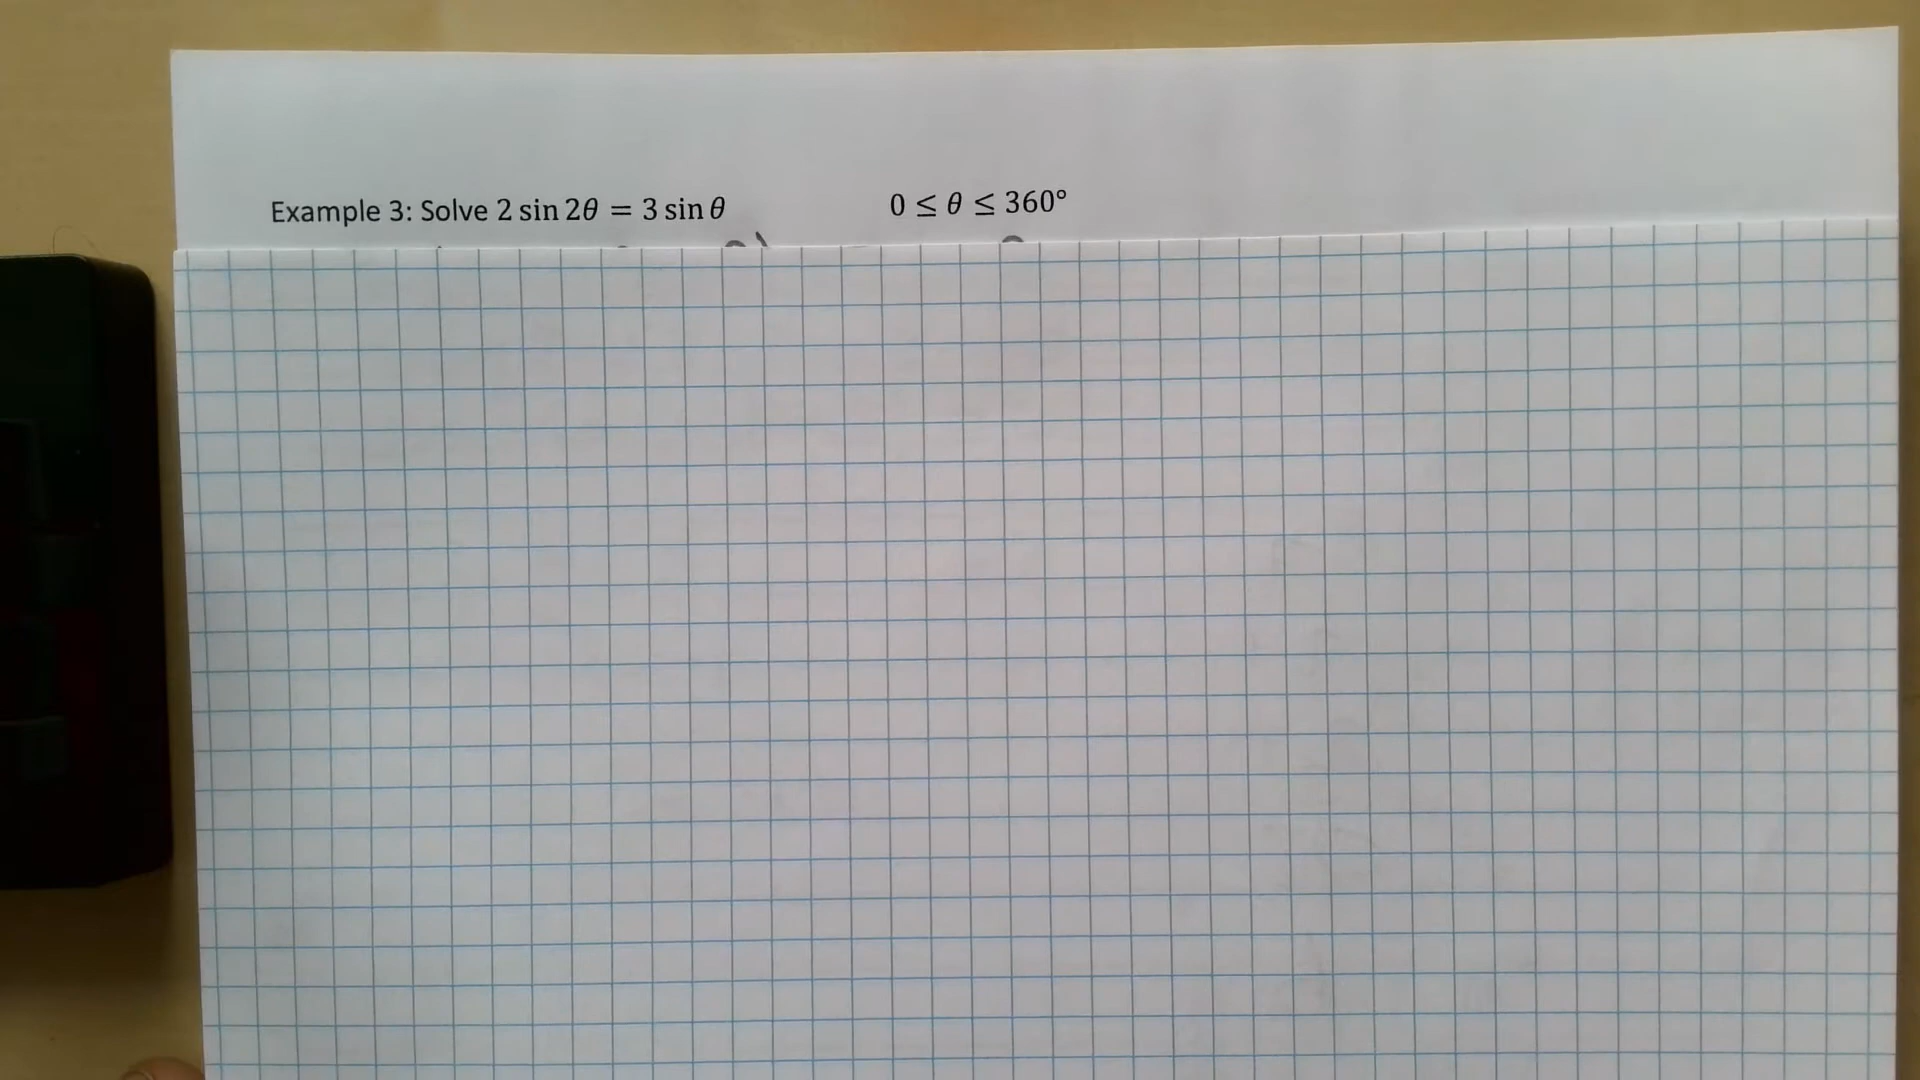 Example 3: Solve 2 sin 2θ = 3 sin θ 0 ≤ θ ≤ 360°